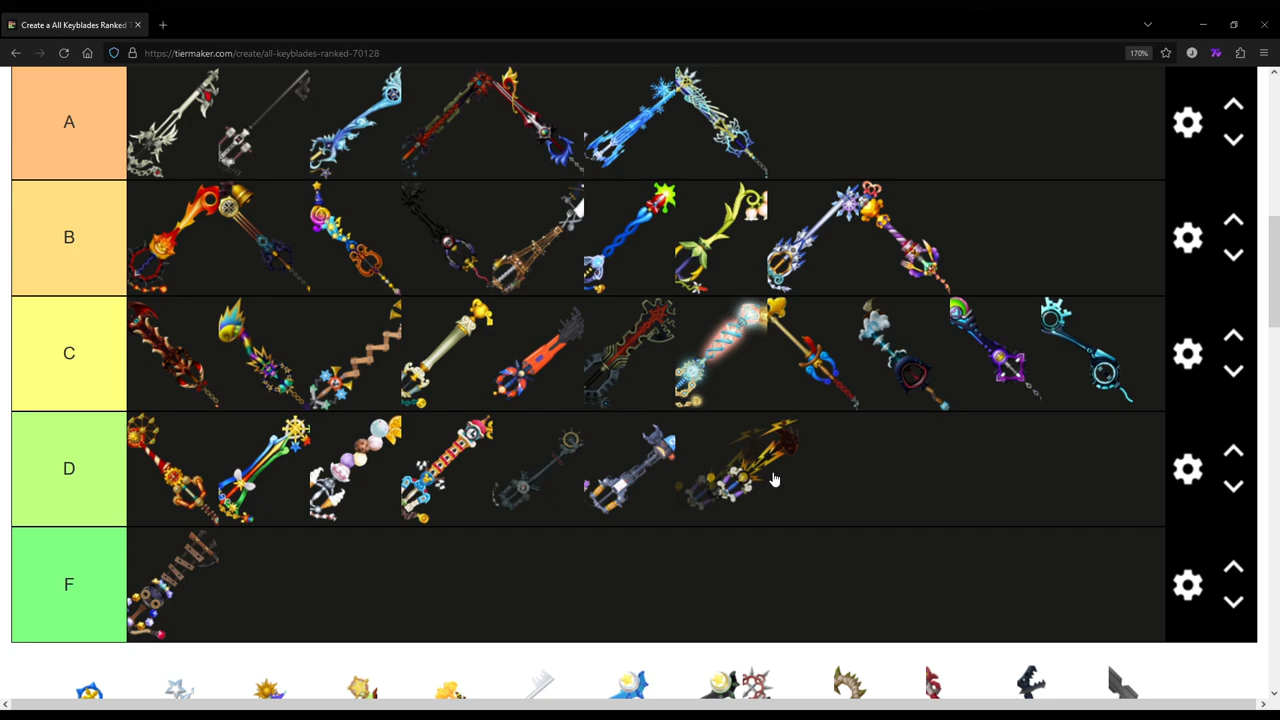 Create a All Keyblades Ranked
https://tiermaker.com/create/all-keyblades-ranked-70128
170%
A
B
C
D
F